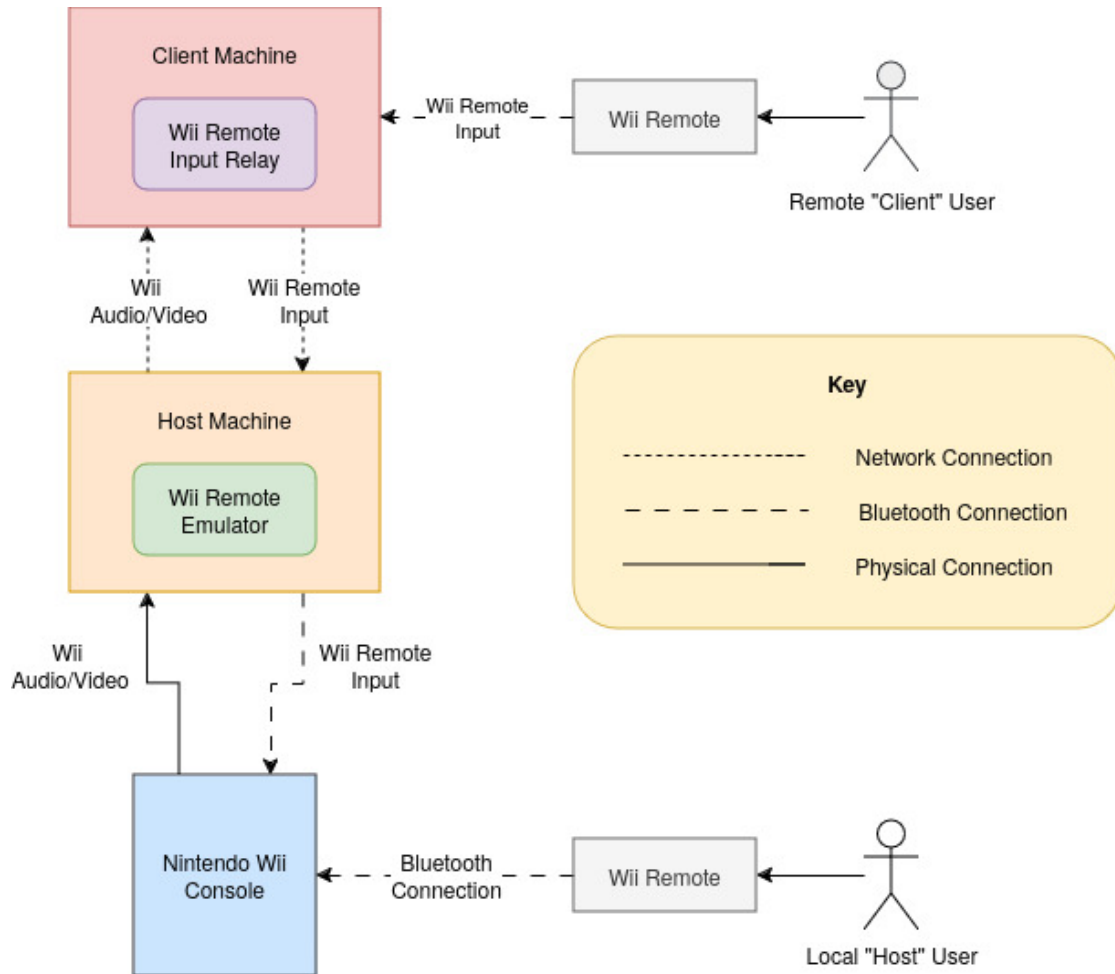 Client Machine
Wii Remote
Input Relay
Wii Remote
Input
Wii Remote
Remote "Client" User
Wii
Audio/Video
Wii Remote
Input
Host Machine
Wii Remote
Emulator
Key
Network Connection
Bluetooth Connection
Physical Connection
Wii
Audio/Video
Wii Remote
Input
Nintendo Wii
Console
Bluetooth
Connection
Wii Remote
Local "Host" User